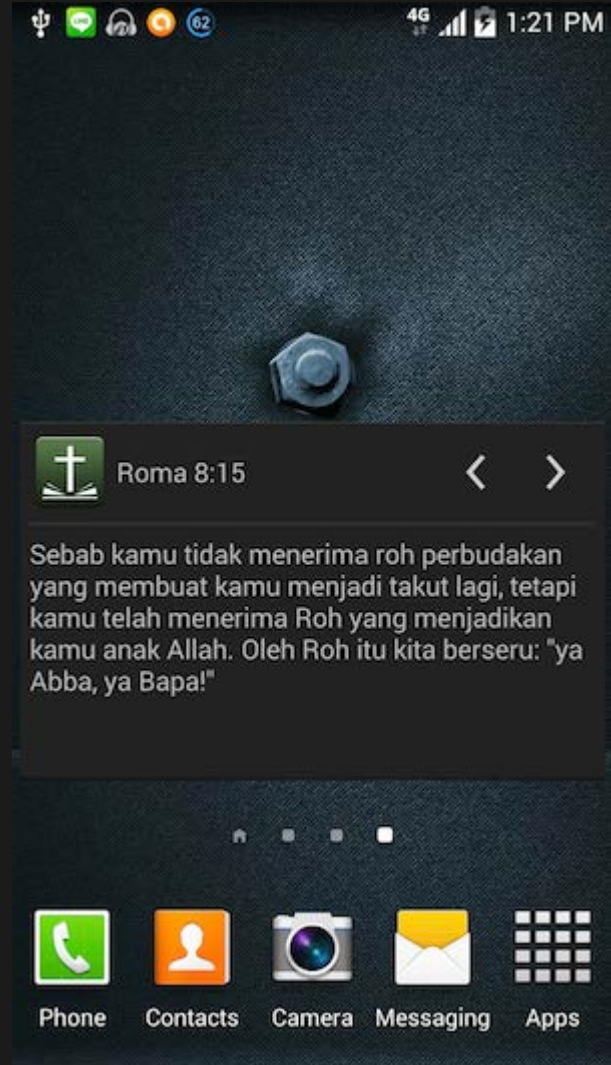 62 4G 1:21 PM
Roma 8:15
Sebab kamu tidak menerima roh perbudakan
yang membuat kamu menjadi takut lagi, tetapi
kamu telah menerima Roh yang menjadikan
kamu anak Allah. Oleh Roh itu kita berseru: "ya
Abba, ya Bapa!"
Phone Contacts Camera Messaging Apps